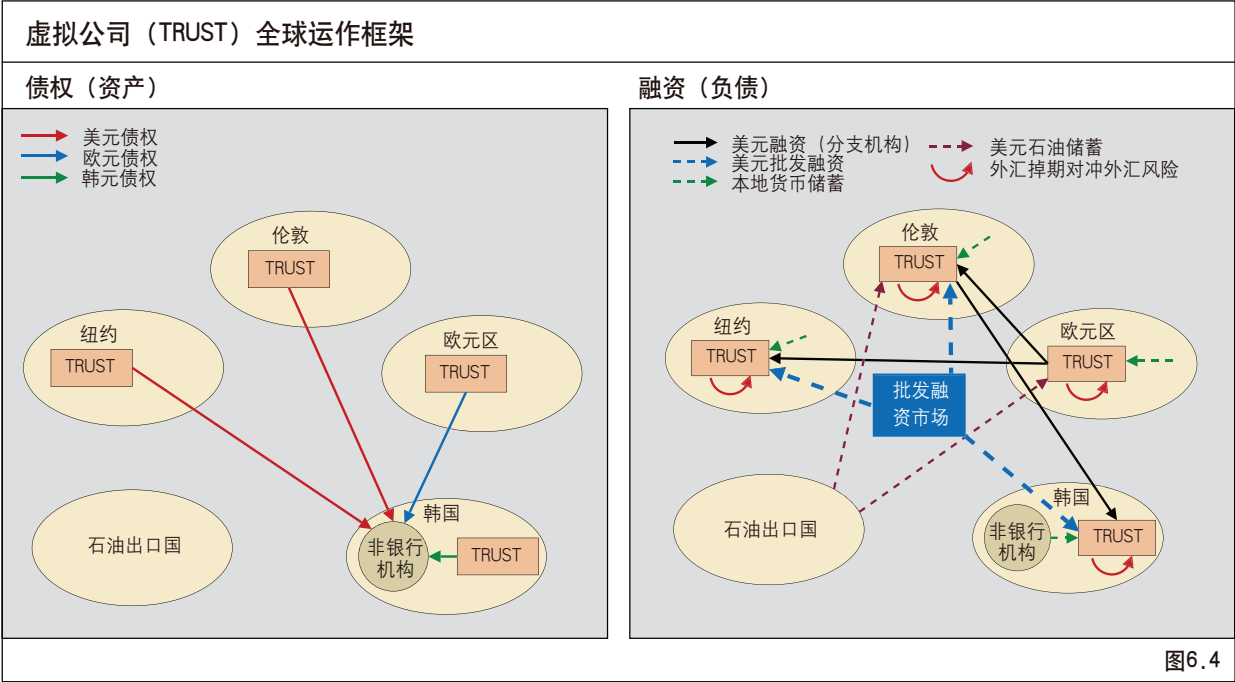 虚拟公司（TRUST）全球运作框架
债权（资产）
美元债权
欧元债权
韩元债权
伦敦
TRUST
纽约
TRUST
欧元区
TRUST
石油出口国
韩国
非银行
机构
TRUST
融资（负债）
美元融资（分支机构）
美元批发融资
本地货币储蓄
美元石油储蓄
外汇掉期对冲外汇风险
伦敦
TRUST
纽约
TRUST
欧元区
TRUST
批发融
资市场
石油出口国
韩国
非银行
机构
TRUST
图6.4